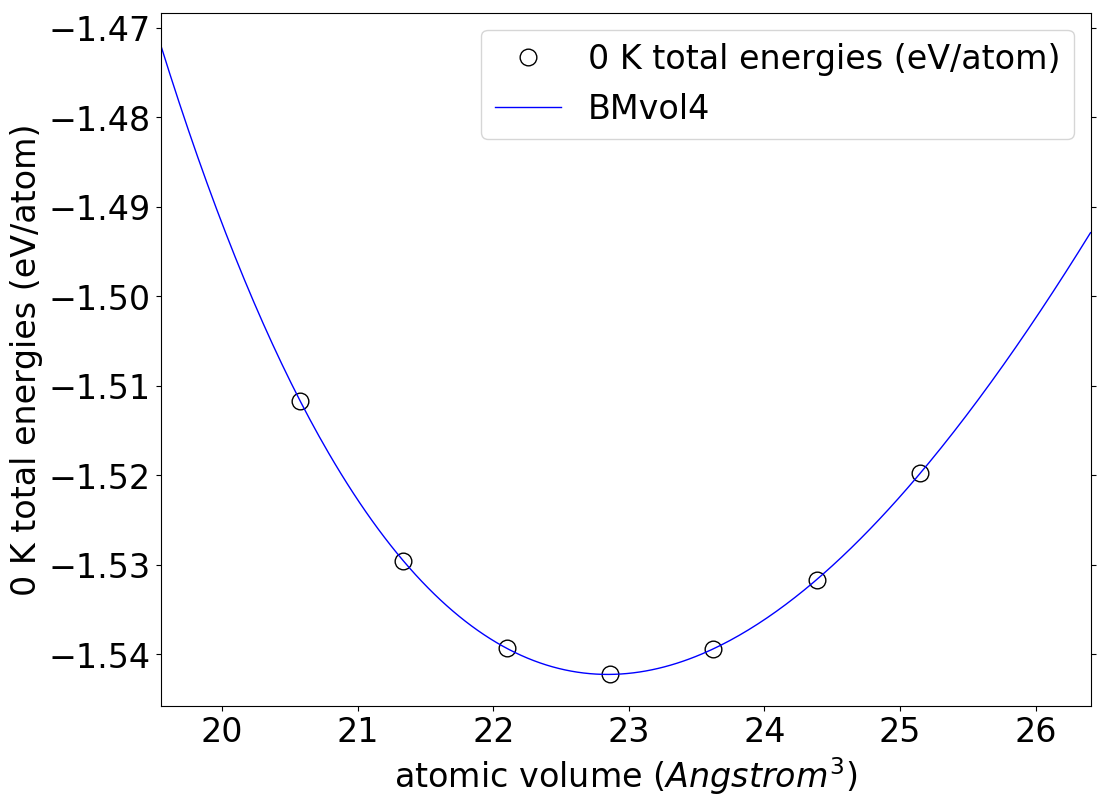 0 K total energies (eV/atom)
BMvol4
−1.47
−1.48
−1.49
−1.50
−1.51
−1.52
−1.53
−1.54
0 K total energies (eV/atom)
20 21 22 23 24 25 26
atomic volume (Angstrom³)